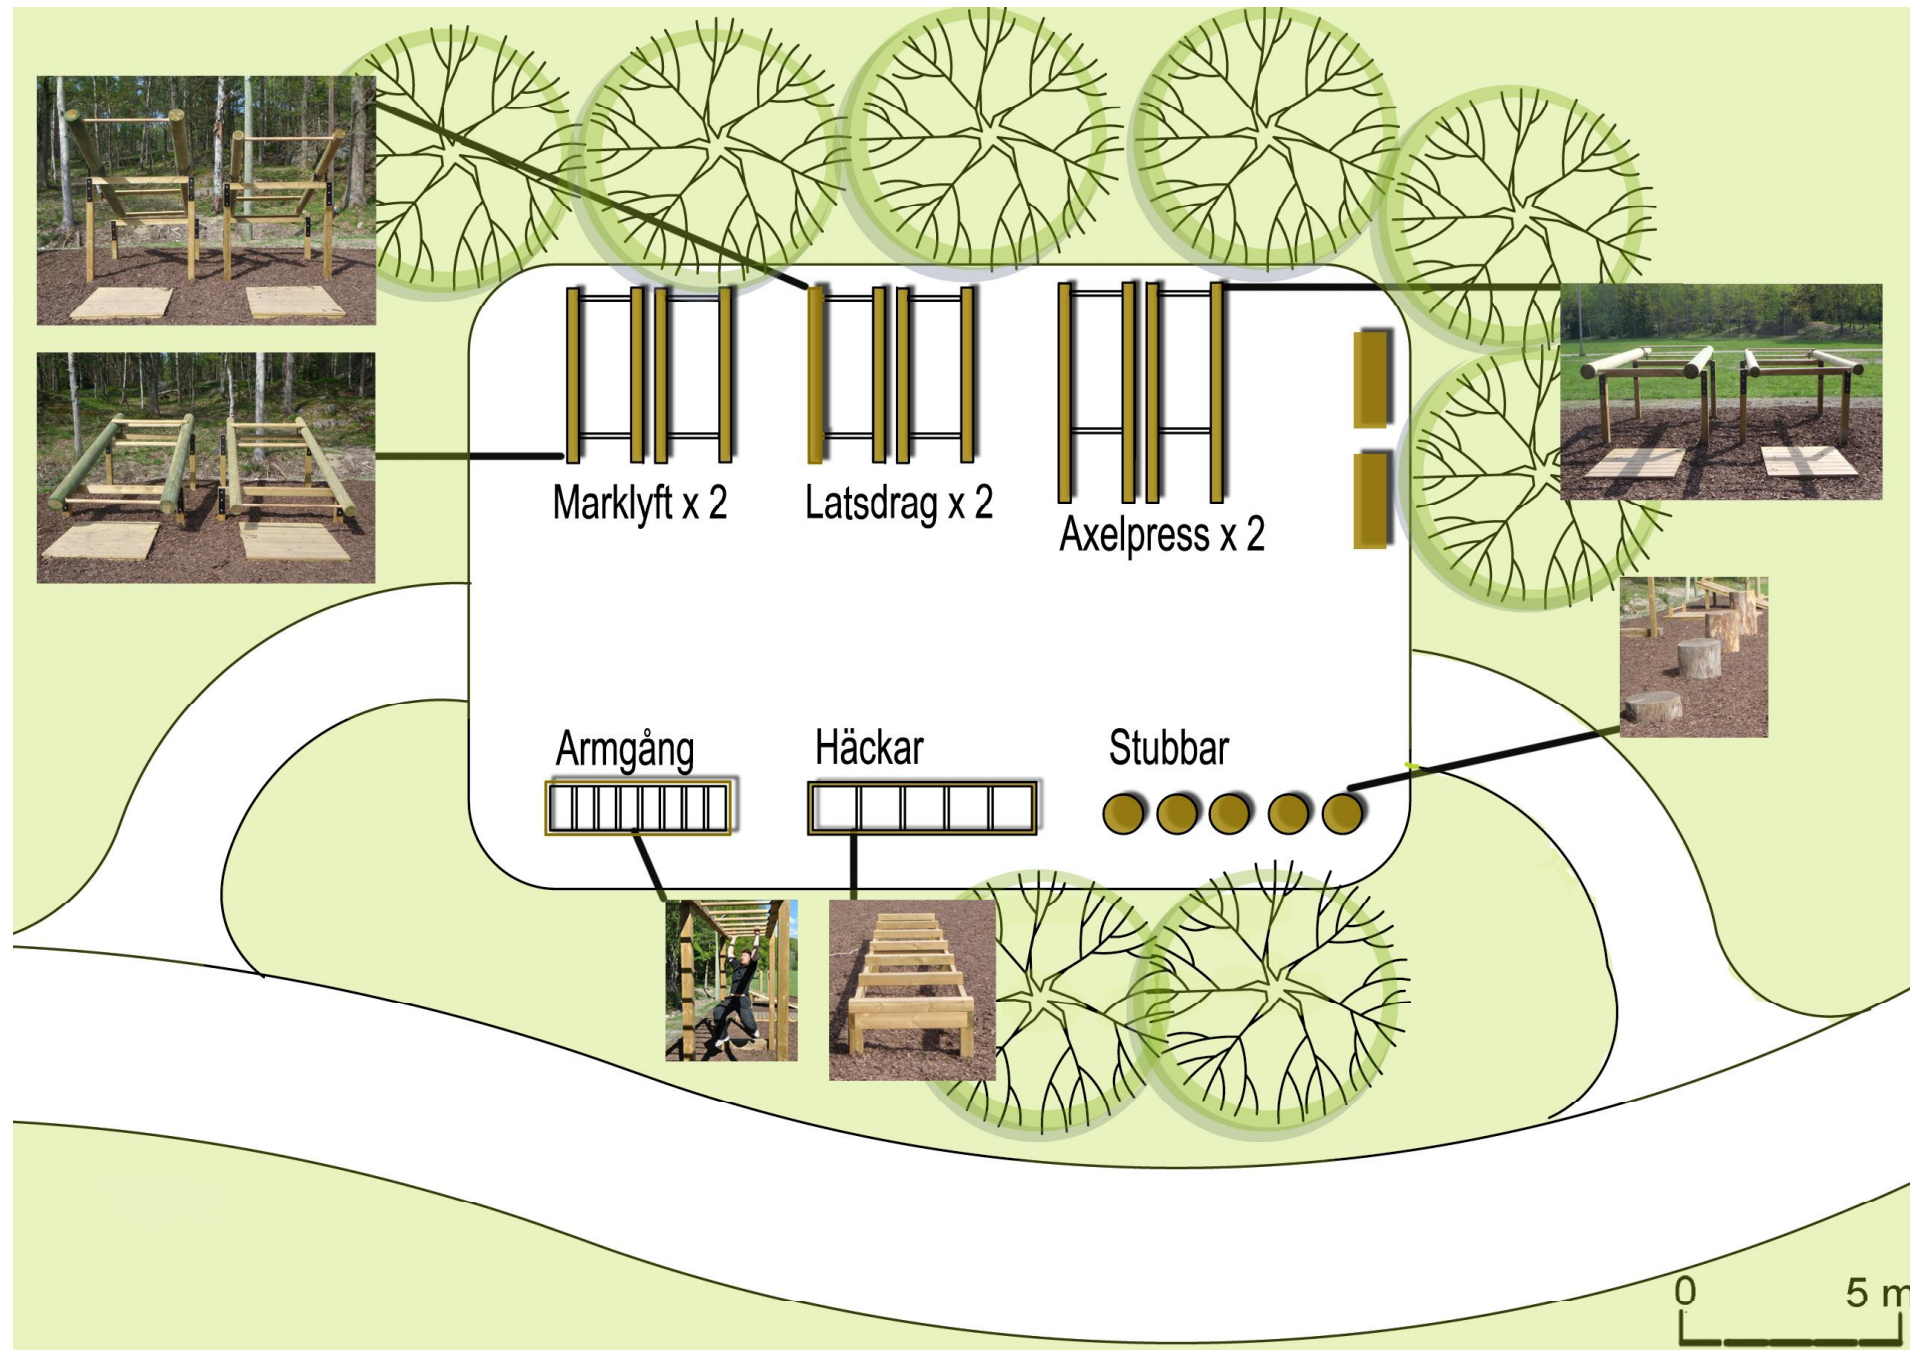 Marklyft x 2
Latsdrag x 2
Axelpress x 2
Armgång
Häckar
Stubbar
0 5 m